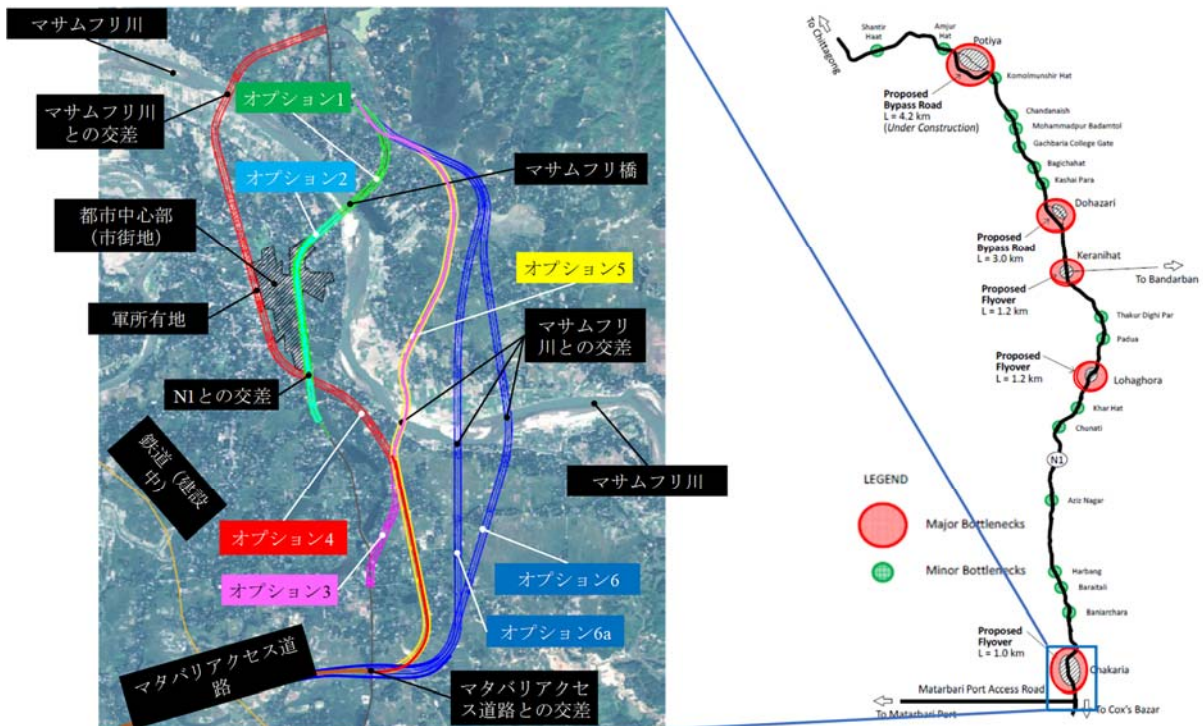 マサムフリ川
マサムフリ川
との交差
オプション1
オプション2
マサムフリ橋
都市中心部
（市街地）
オプション5
軍所有地
マサムフリ
川との交差
N1との交差
鉄道（建設
中）
マサムフリ川
オプション4
オプション3
オプション6
オプション6a
マタバリアクセス道
路
マタバリアクセ
ス道路との交差
To Chittagong
Shantir
Haat
Amjur
Hat
Potiya
Komolmunshir Hat
Proposed
Bypass Road
L = 4.2 km
(Under Construction)
Chandanaish
Mohammadpur Badamtol
Gachbaria College Gate
Bagichahat
Kashai Para
Dohazari
Proposed
Bypass Road
L = 3.0 km
Keranihat
To Bandarban
Proposed
Flyover
L = 1.2 km
Thakur Dighi Par
Padua
Proposed
Flyover
L = 1.2 km
Lohaghora
Khar Hat
Chunati
N1
LEGEND
Major Bottlenecks
Minor Bottlenecks
Aziz Nagar
Harbang
Baraitali
Baniarchara
Proposed
Flyover
L = 1.0 km
Chakaria
Matarbari Port Access Road
To Matarbari Port
To Cox's Bazar